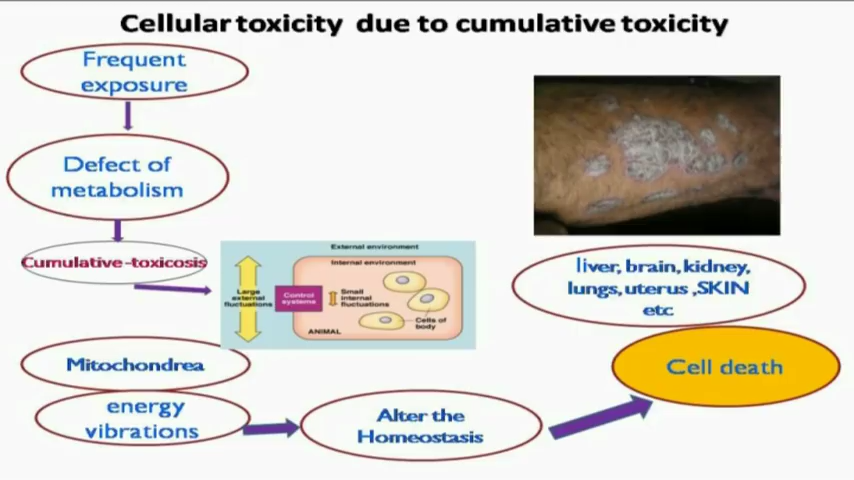 Cellular toxicity due to cumulative toxicity
Frequent
exposure
Defect of
metabolism
Cumulative-toxicosis
External environment
Internal environment
Large
external
fluctuations
Control
systems
Small
internal
fluctuations
Cells of
body
ANIMAL
liver, brain, kidney,
lungs, uterus ,SKIN
etc
Mitochondrea
energy
vibrations
Alter the
Homeostasis
Cell death